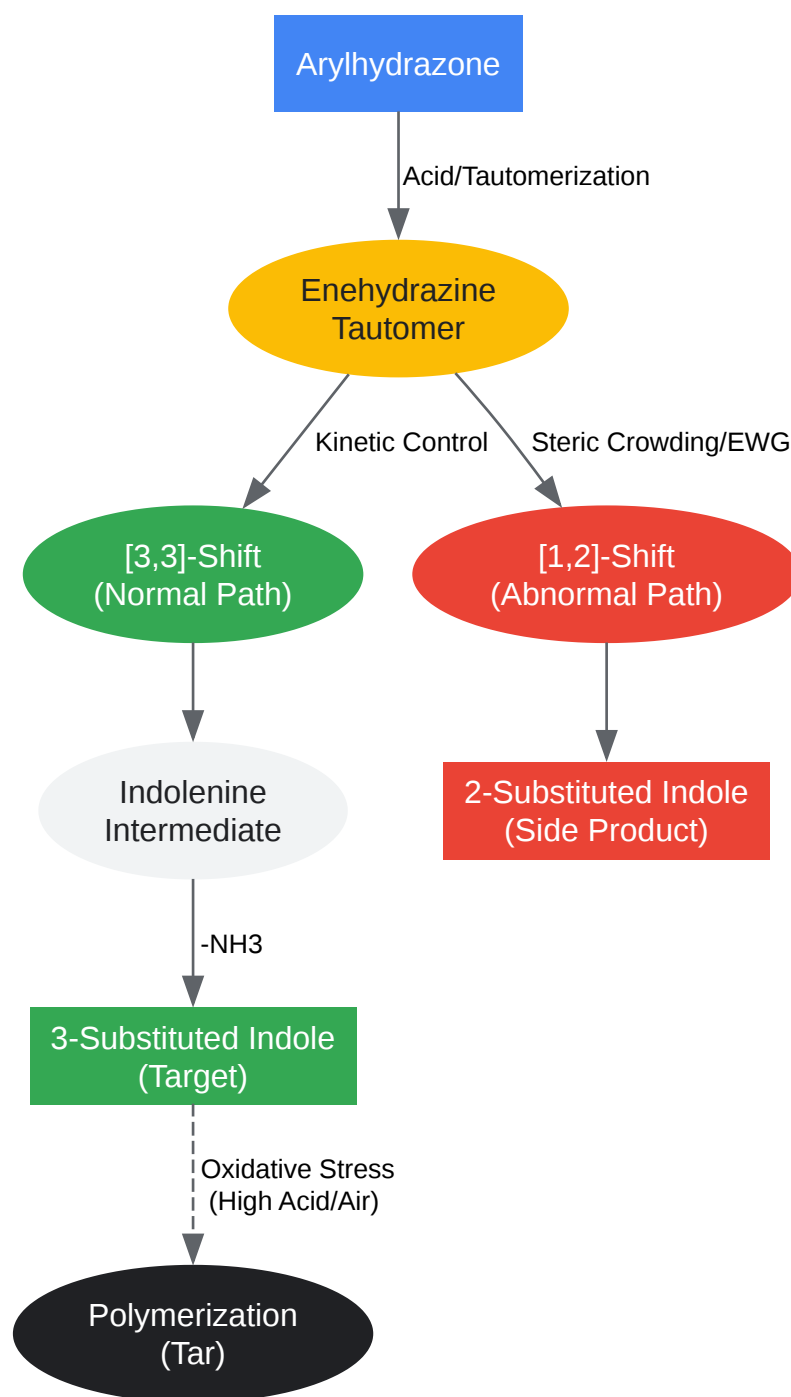 Arylhydrazone
Acid/Tautomerization
Enehydrazine
Tautomer
Kinetic Control
Steric Crowding/EWG
[3,3]-Shift
(Normal Path)
[1,2]-Shift
(Abnormal Path)
Indolenine
Intermediate
2-Substituted Indole
(Side Product)
-NH3
3-Substituted Indole
(Target)
Oxidative Stress
(High Acid/Air)
Polymerization
(Tar)